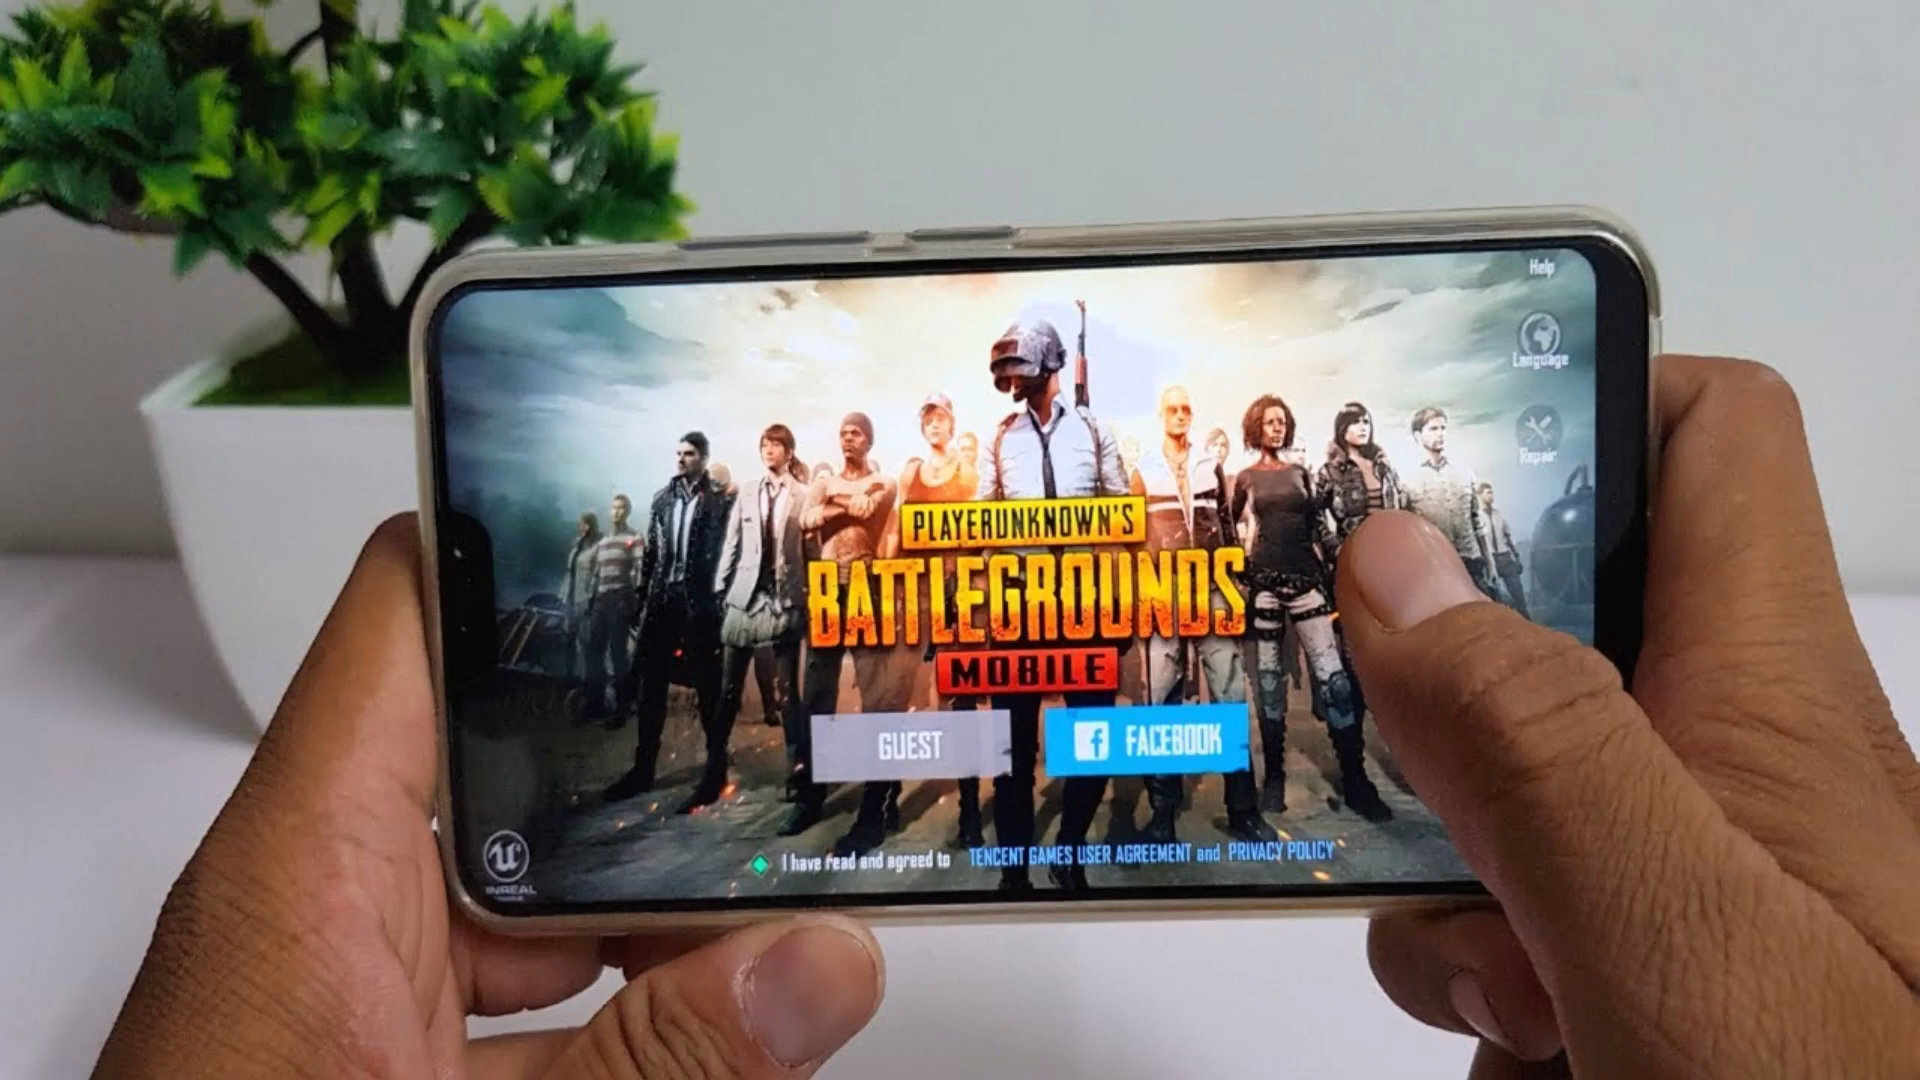 Help
Language
Repair
PLAYERUNKNOWN'S
BATTLEGROUNDS
MOBILE
GUEST
f FACEBOOK
I have read and agreed to TENCENT GAMES USER AGREEMENT and PRIVACY POLICY
UNREAL